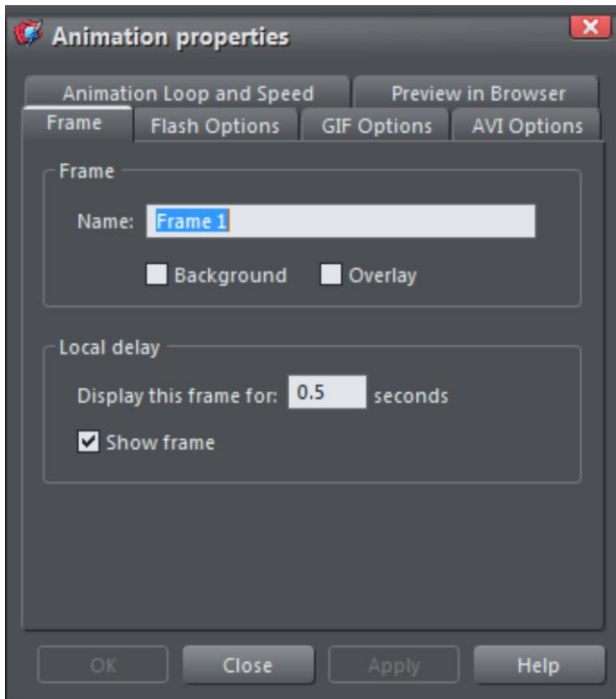 Animation properties
Animation Loop and Speed Preview in Browser
Frame Flash Options GIF Options AVI Options
Frame
Name: Frame 1
Background Overlay
Local delay
Display this frame for: 0.5 seconds
Show frame
OK Close Apply Help